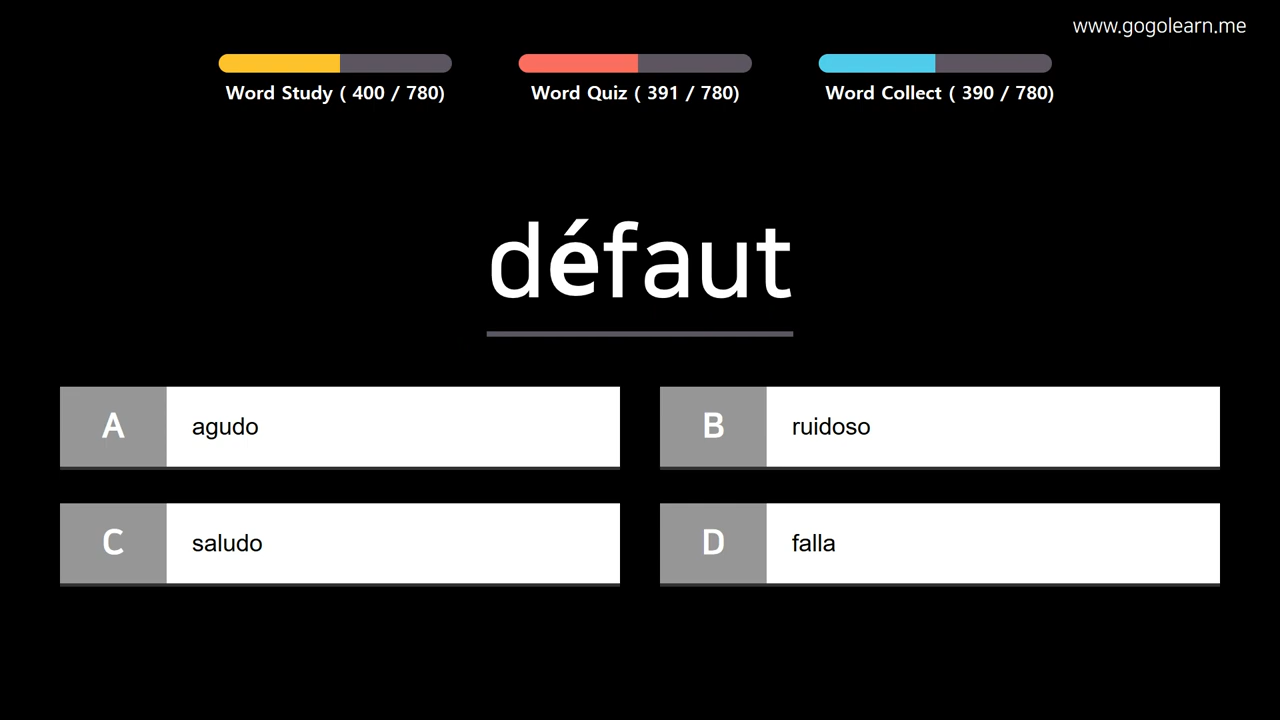 www.gogolearn.me
Word Study ( 400 / 780)
Word Quiz ( 391 / 780)
Word Collect ( 390 / 780)
défaut
A agudo
B ruidoso
C saludo
D falla